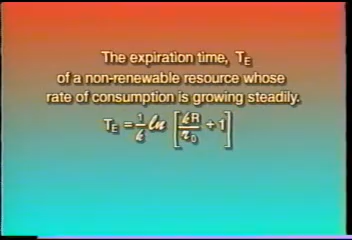 The expiration time, T_E
of a non-renewable resource whose
rate of consumption is growing steadily.
T_E = 1/k ln [ kR/r_0 + 1 ]